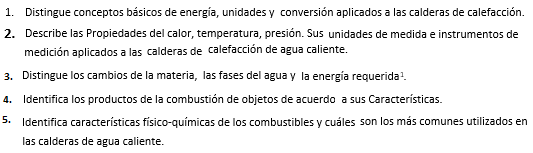 1. Distingue conceptos básicos de energía, unidades y conversión aplicados a las calderas de calefacción.
2. Describe las Propiedades del calor, temperatura, presión. Sus unidades de medida e instrumentos de
medición aplicados a las calderas de calefacción de agua caliente.
3. Distingue los cambios de la materia, las fases del agua y la energía requerida¹.
4. Identifica los productos de la combustión de objetos de acuerdo a sus Características.
5. Identifica características físico-químicas de los combustibles y cuáles son los más comunes utilizados en
las calderas de agua caliente.